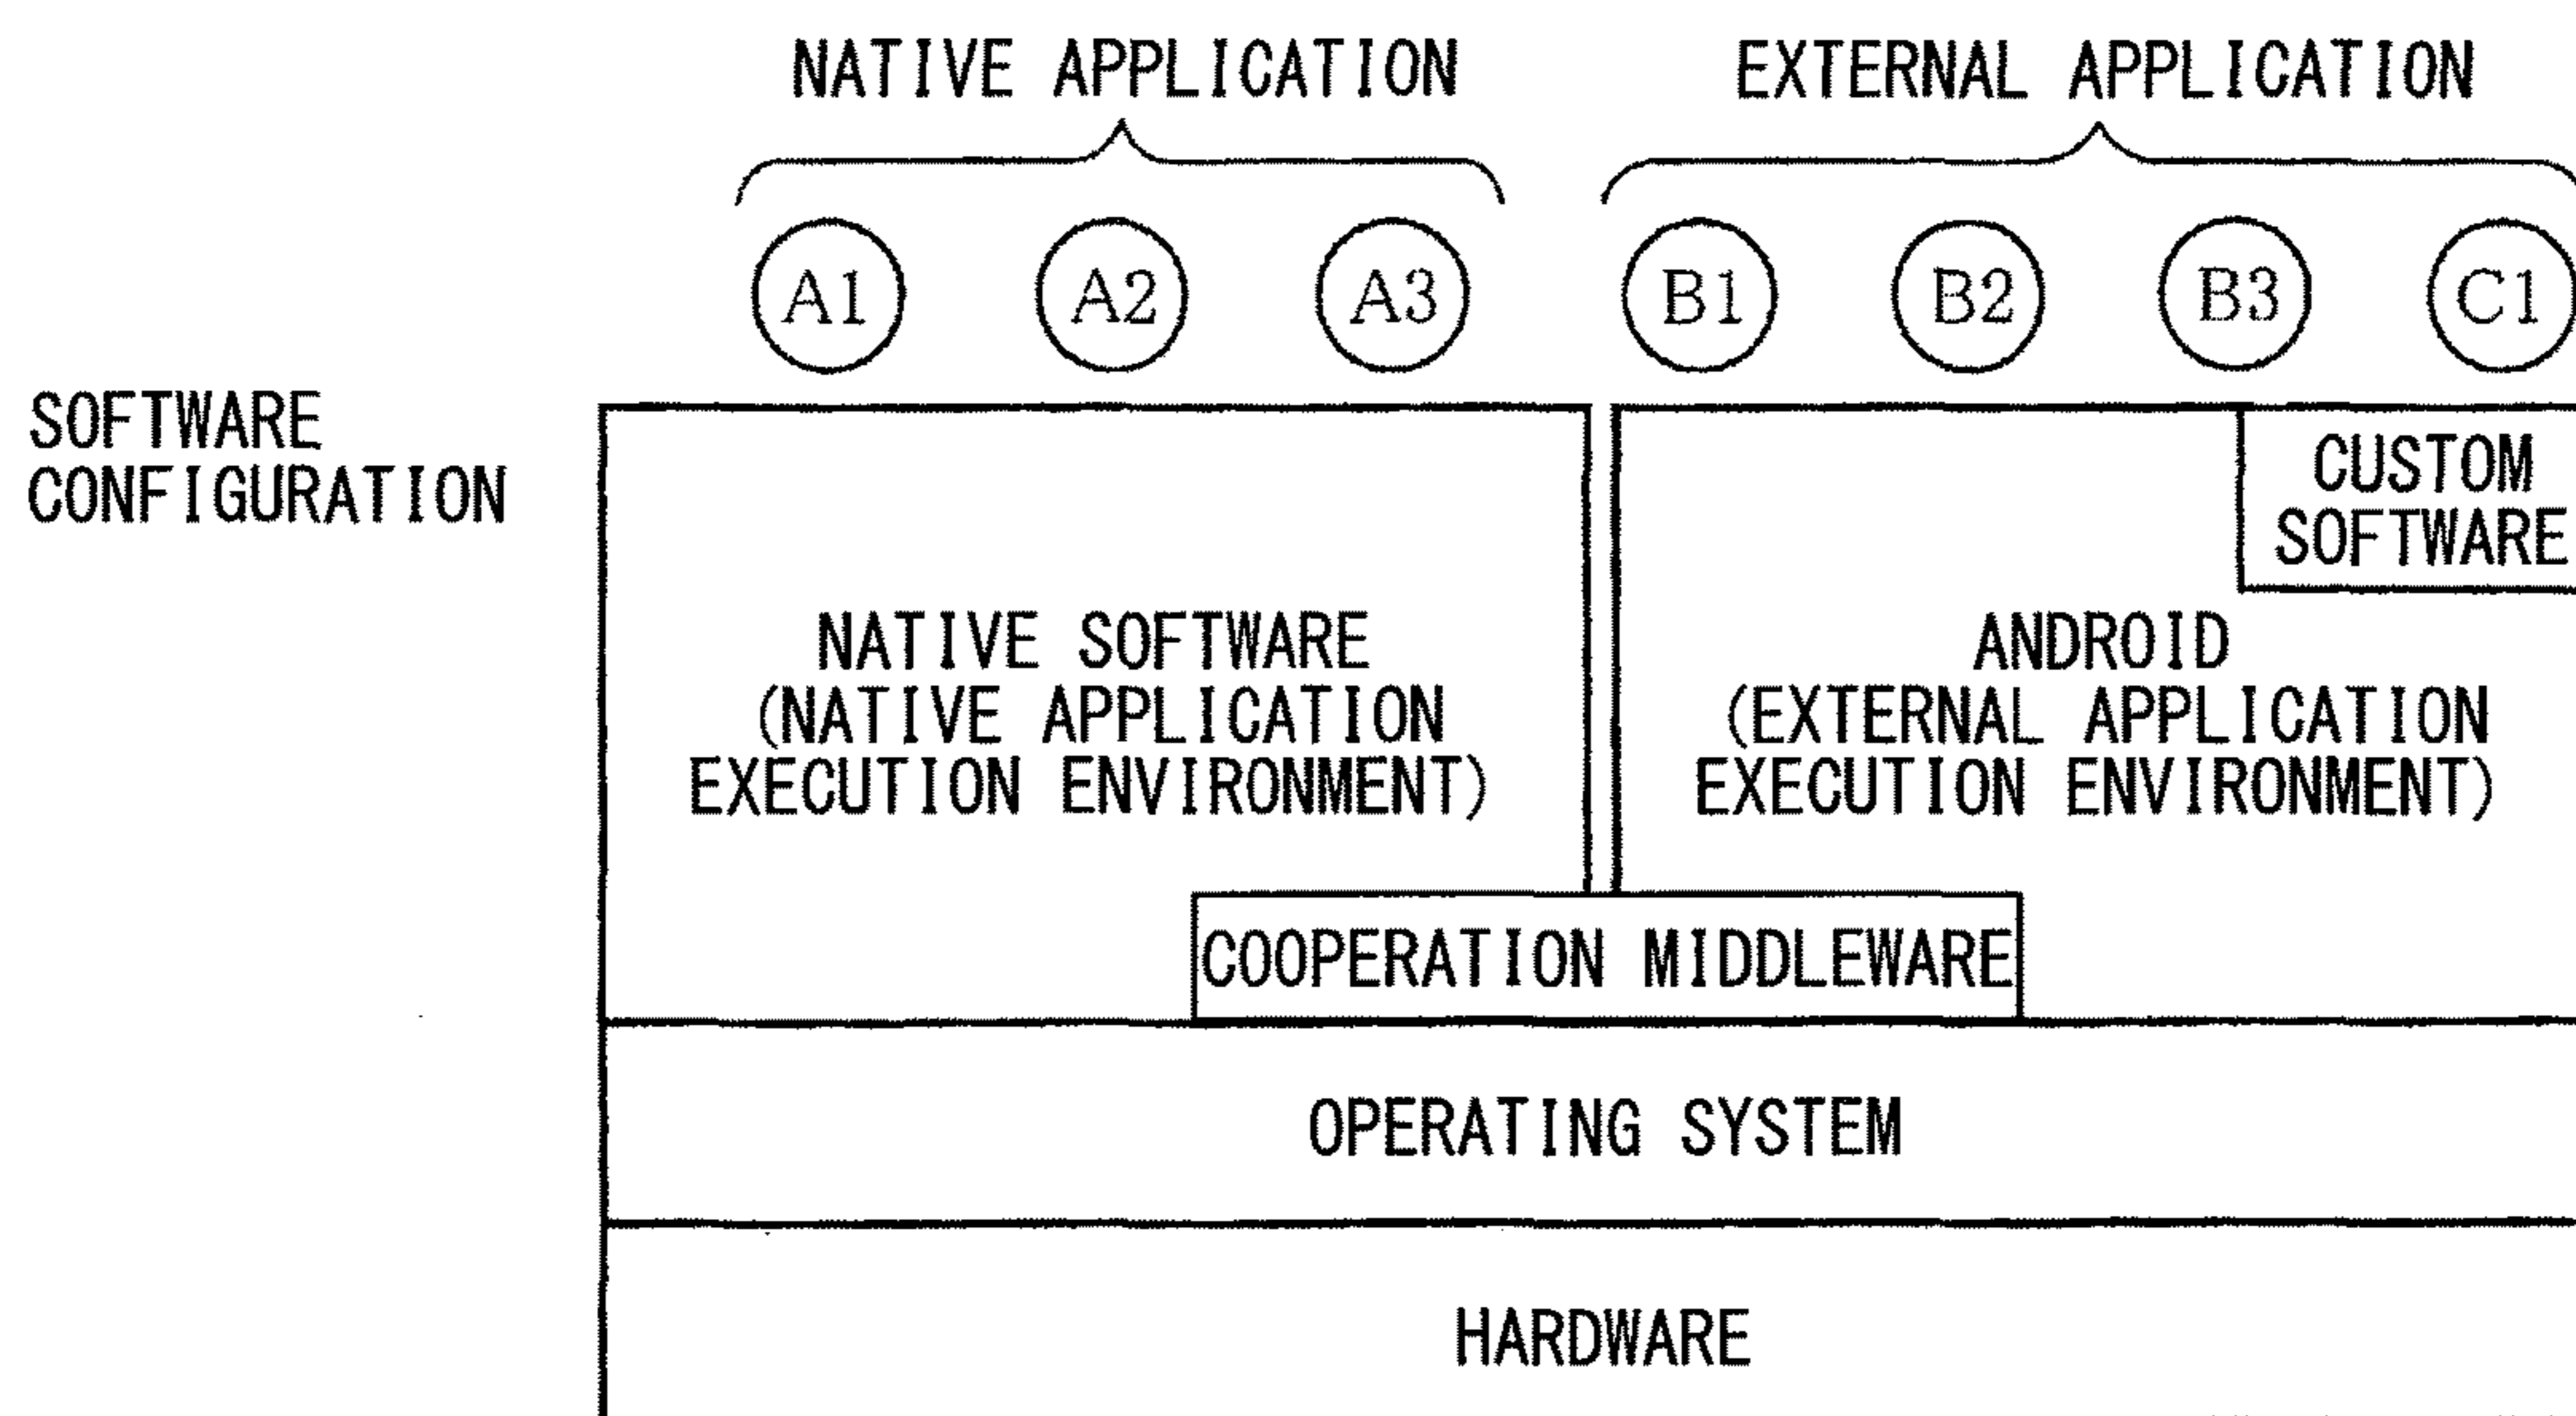 NATIVE APPLICATION
EXTERNAL APPLICATION
A1 A2 A3 B1 B2 B3 C1
SOFTWARE
CONFIGURATION
CUSTOM
SOFTWARE
NATIVE SOFTWARE
(NATIVE APPLICATION
EXECUTION ENVIRONMENT)
ANDROID
(EXTERNAL APPLICATION
EXECUTION ENVIRONMENT)
COOPERATION MIDDLEWARE
OPERATING SYSTEM
HARDWARE